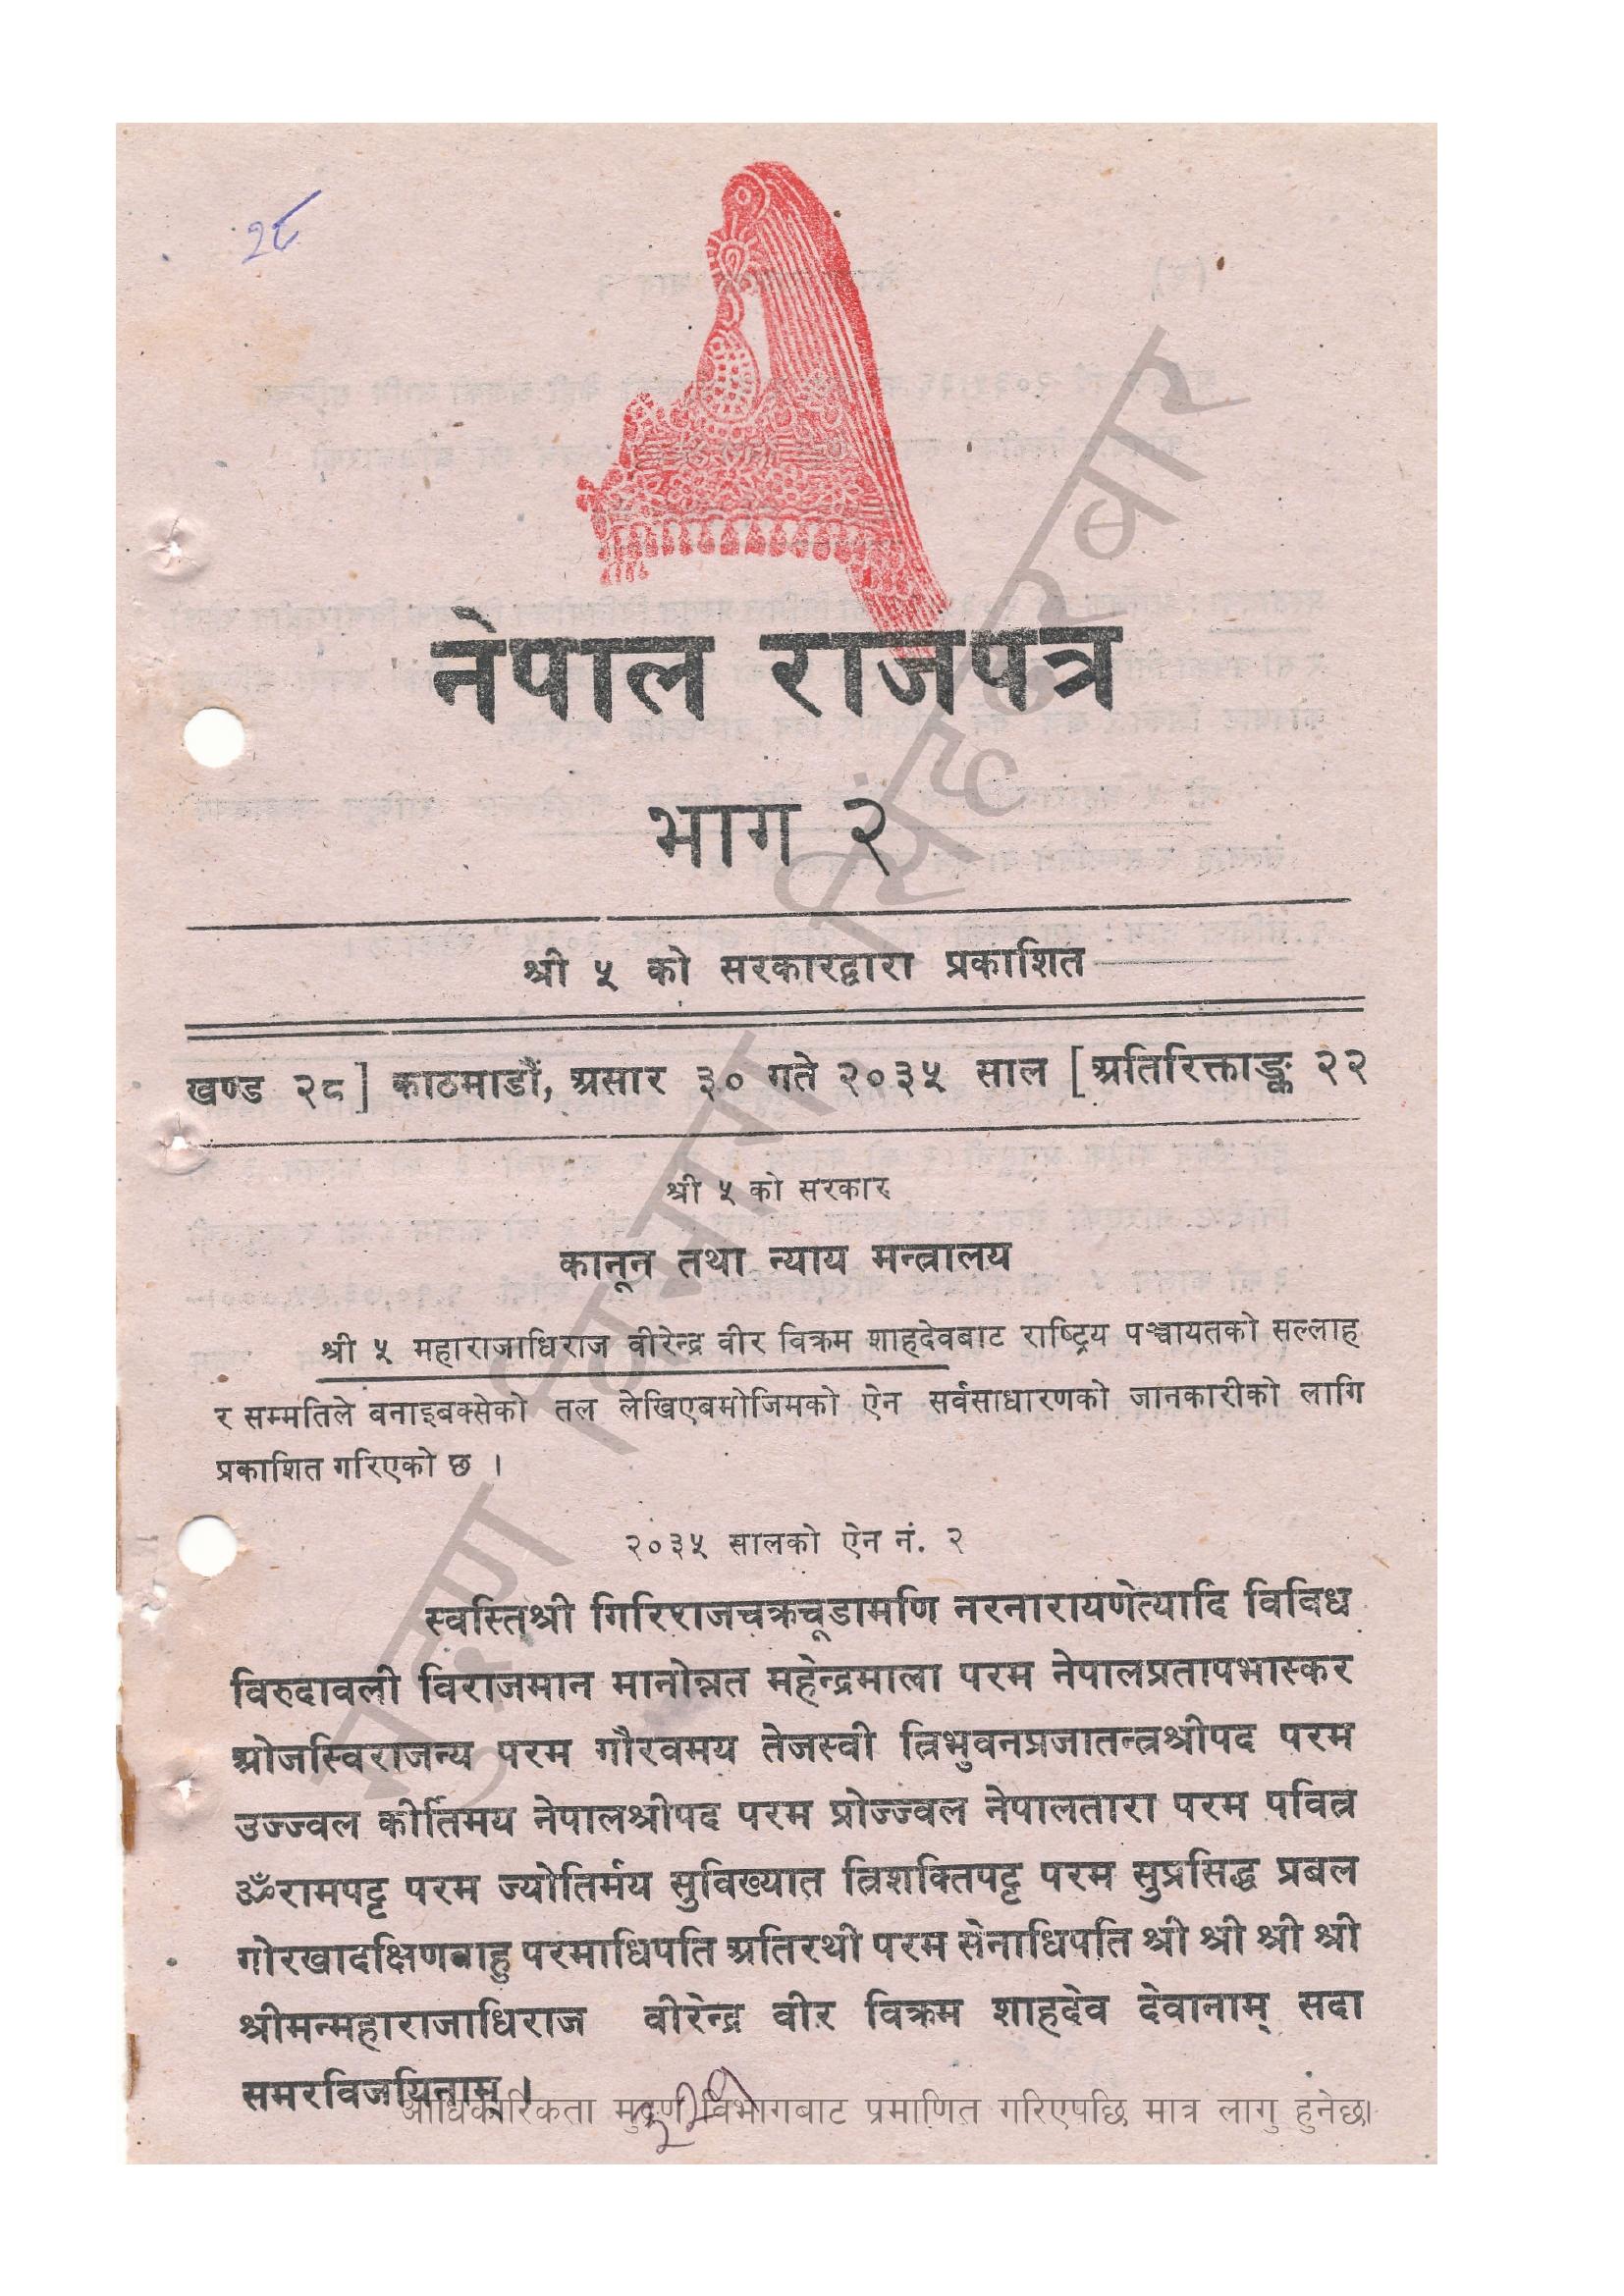 २८
नेपाल राजपत्र
भाग २
श्री ५ को सरकारद्वारा प्रकाशित
खण्ड २८] काठमाडौं, असार ३० गते २०३५ साल [अतिरिक्ताङ्क २२
श्री ५ को सरकार
कानून तथा न्याय मन्त्रालय
श्री ५ महाराजाधिराज वीरेन्द्र वीर विक्रम शाहदेवबाट राष्ट्रिय पञ्चायतको सल्लाह
र सम्मतिले बनाइबक्सेको तल लेखिएबमोजिमको ऐन सर्वसाधारणको जानकारीको लागि
प्रकाशित गरिएको छ ।
२०३५ सालको ऐन नं. २
स्वस्तिश्री गिरिराजचक्रचूडामणि नरनारायणेत्यादि विविध
विरुदावली विराजमान मानोन्नत महेन्द्रमाला परम नेपालप्रतापभास्कर
ओजस्विराजन्य परम गौरवमय तेजस्वी त्रिभुवनप्रजातन्त्रश्रीपद परम
उज्ज्वल कीर्तिमय नेपालश्रीपद परम प्रोज्ज्वल नेपालतारा परम पवित्र
ॐरामपट्ट परम ज्योतिर्मय सुविख्यात त्रिशक्तिपट्ट परम सुप्रसिद्ध प्रबल
गोरखादक्षिणबाहु परमाधिपति अतिरथी परम सेनाधिपति श्री श्री श्री श्री
श्रीमन्महाराजाधिराज वीरेन्द्र वीर विक्रम शाहदेव देवानाम् सदा
समरविजयिनाम् ।
आधिकारिकता मुद्रण विभागबाट प्रमाणित गरिएपछि मात्र लागु हुनेछ।
मुद्रण विभाग सिंहदरवार